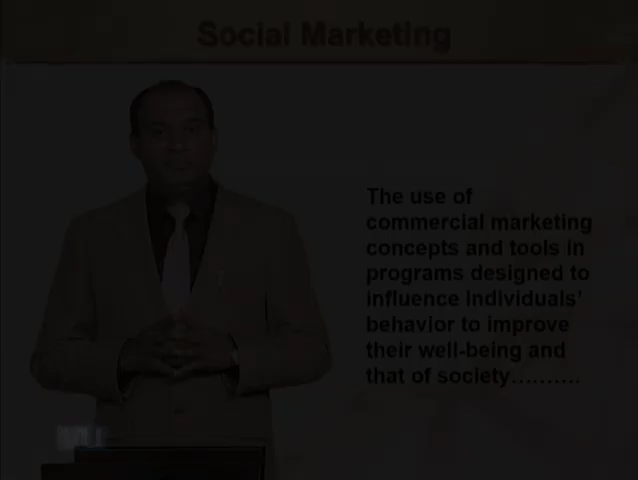 Social Marketing
The use of
commercial marketing
concepts and tools in
programs designed to
influence individuals'
behavior to improve
their well-being and
that of society……….